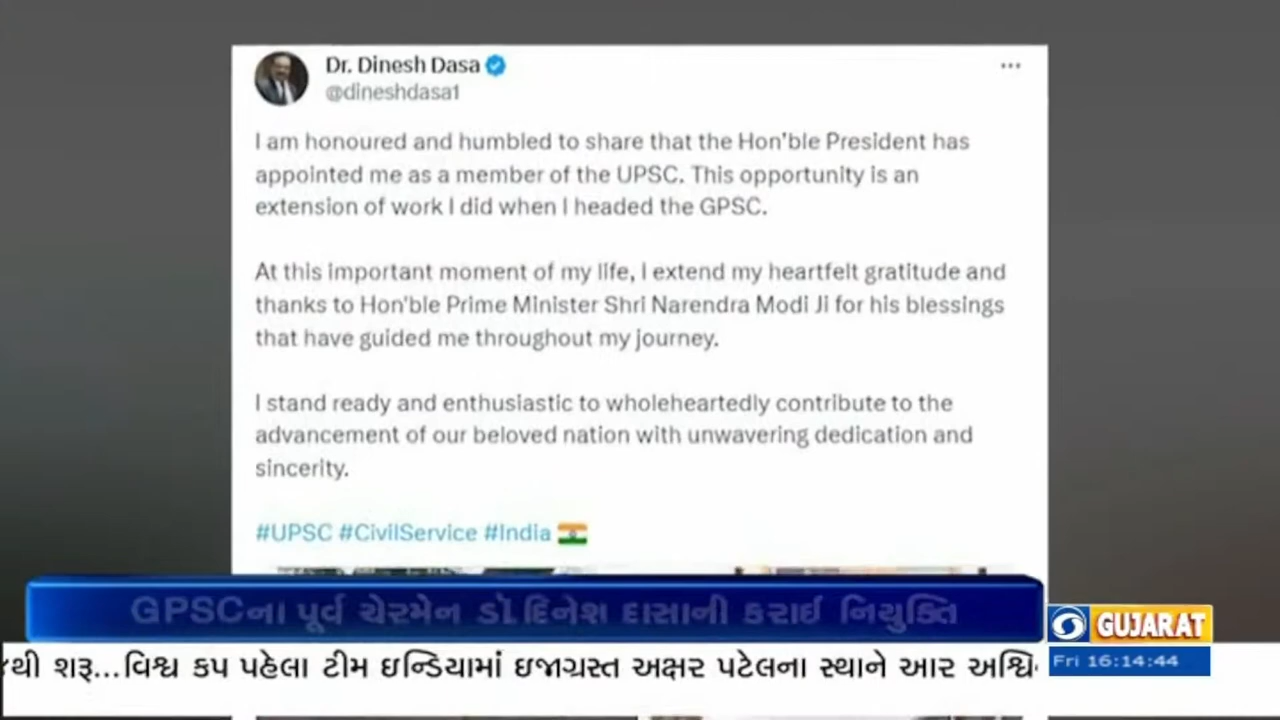 Dr. Dinesh Dasa
@dineshdasa1
I am honoured and humbled to share that the Hon'ble President has
appointed me as a member of the UPSC. This opportunity is an
extension of work I did when I headed the GPSC.
At this important moment of my life, I extend my heartfelt gratitude and
thanks to Hon'ble Prime Minister Shri Narendra Modi Ji for his blessings
that have guided me throughout my journey.
I stand ready and enthusiastic to wholeheartedly contribute to the
advancement of our beloved nation with unwavering dedication and
sincerity.
#UPSC #CivilService #India
GPSCના પૂર્વ ચેરમેન ડૉ.દિનેશ દાસાની કરાઈ નિયુક્તિ
GUJARAT
Fri 16:14:44
થી શરૂ...વિશ્વ કપ પહેલા ટીમ ઇન્ડિયામાં ઇજાગ્રસ્ત અક્ષર પટેલના સ્થાને આર